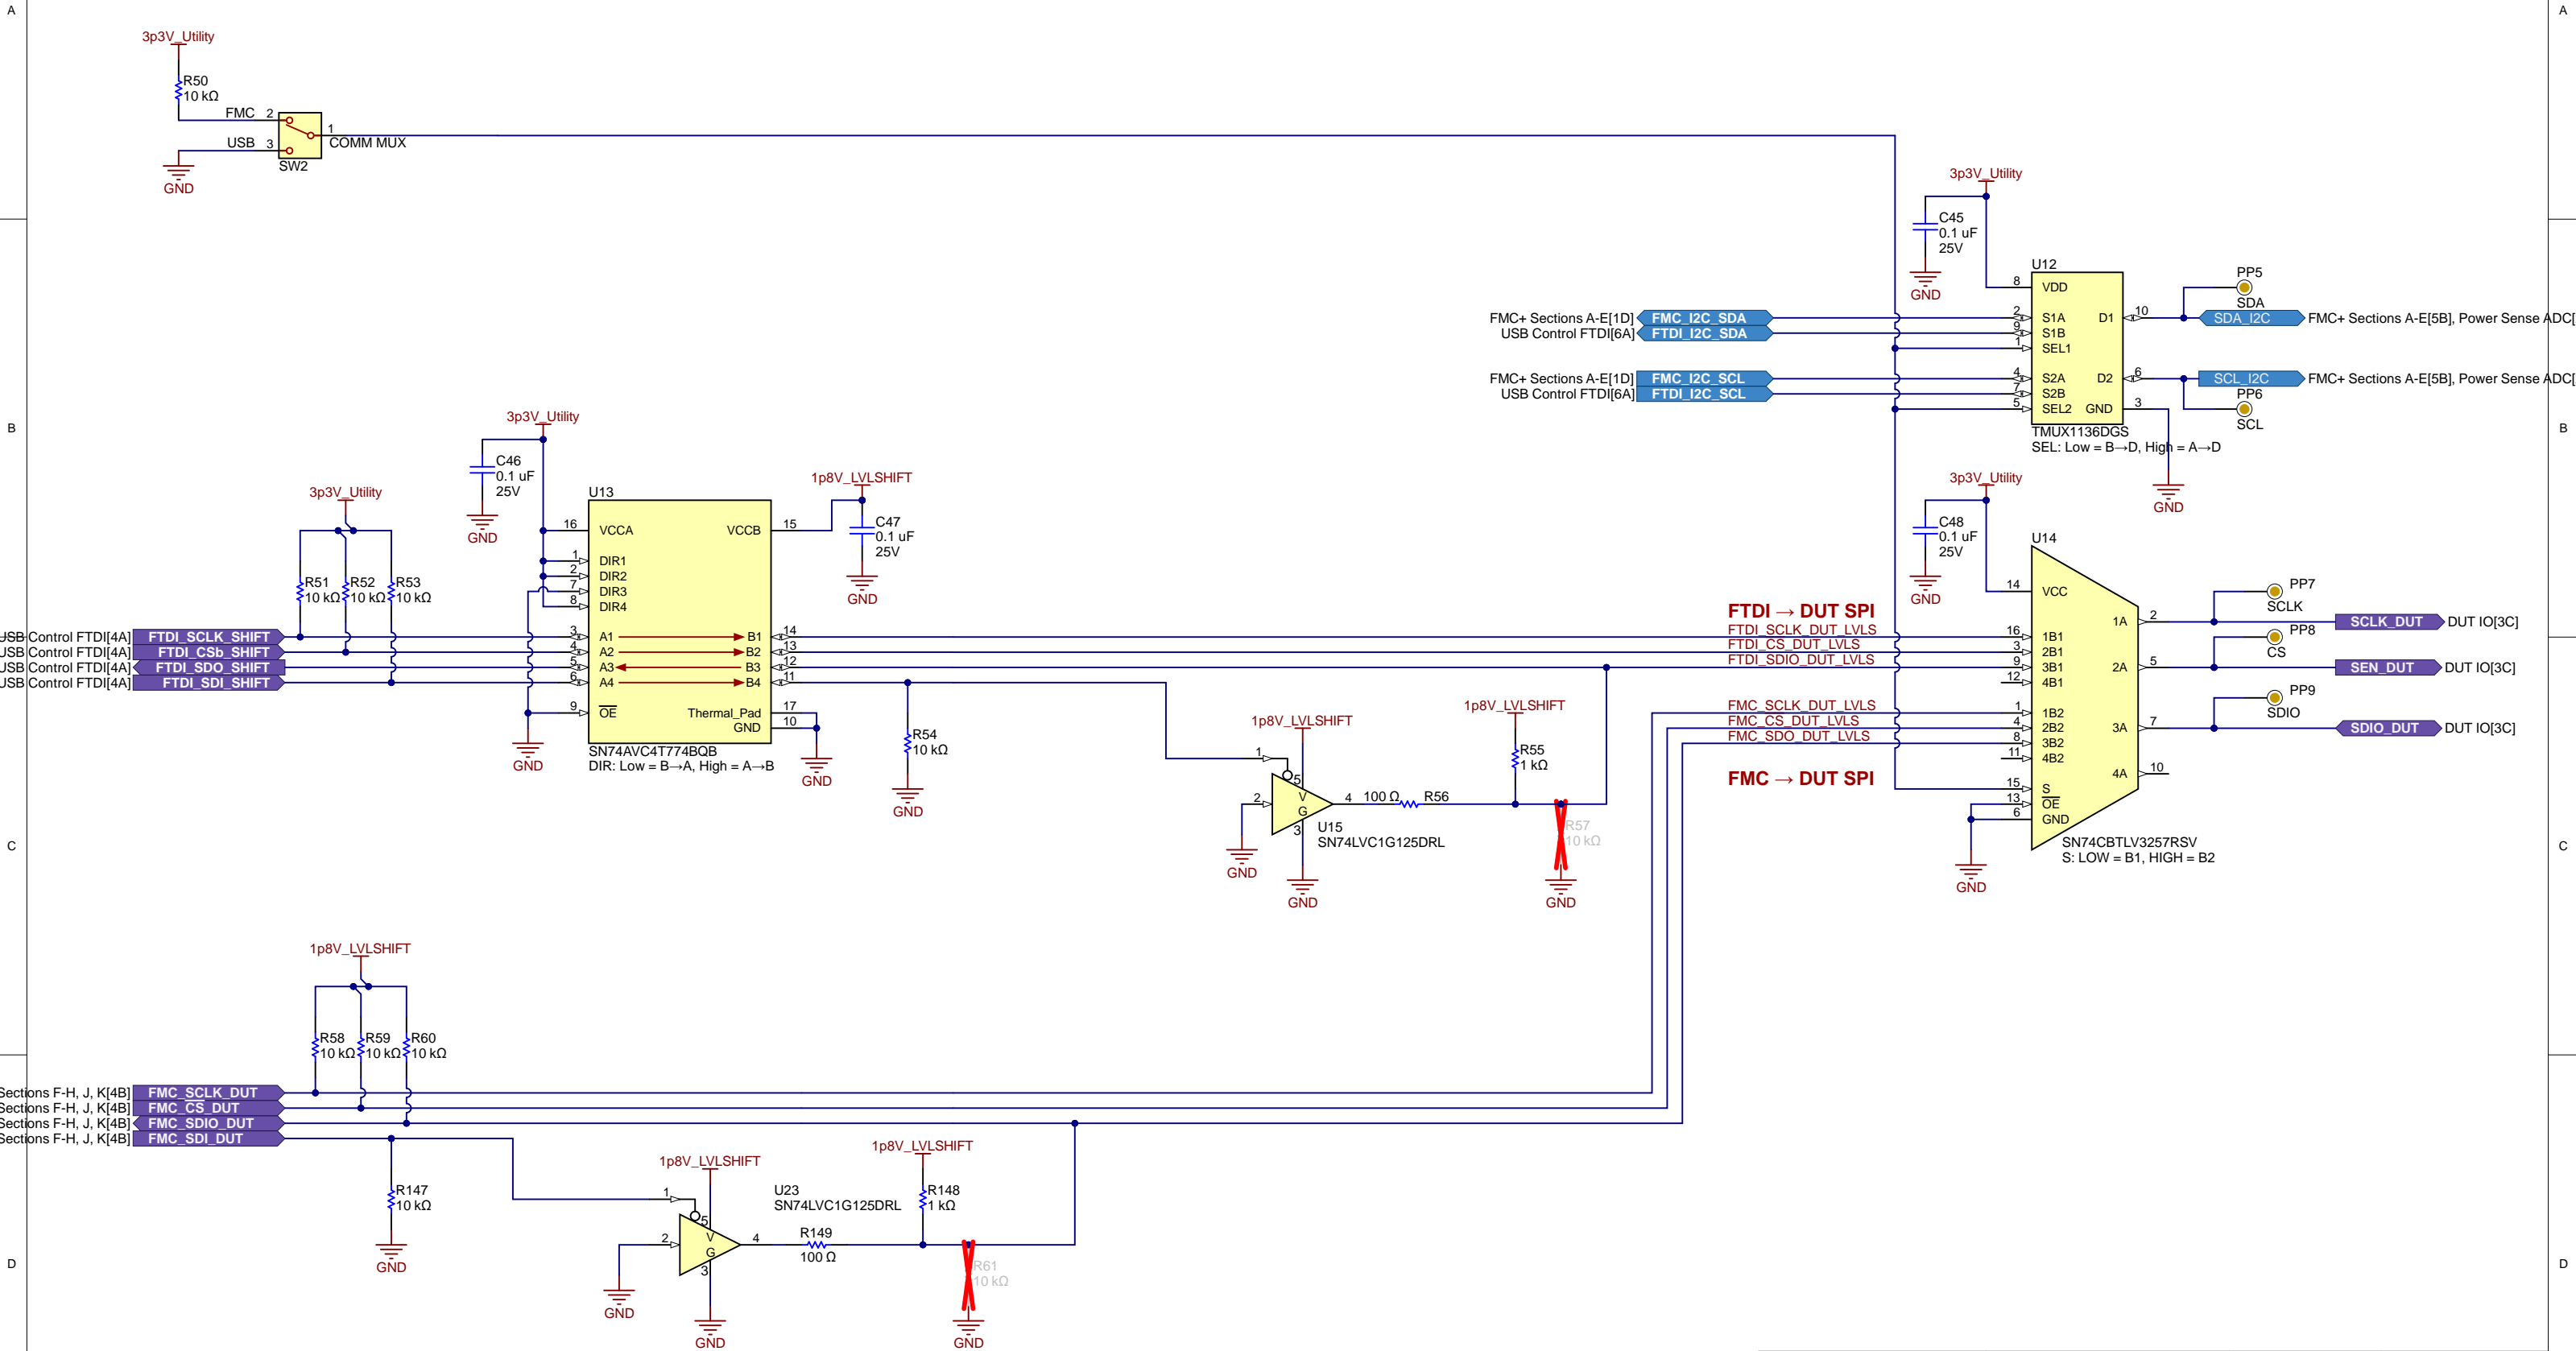 A
A
3p3V_Utility
R50
10 kΩ
FMC 2
USB 3
1
COMM MUX
SW2
GND
3p3V_Utility
C45
0.1 uF
25V
GND
U12
8 VDD
2 S1A
9 S1B
1 SEL1
4 S2A
7 S2B
5 SEL2
D1 10
D2 6
GND 3
TMUX1136DGS
SEL: Low = B→D, High = A→D
GND
PP5
SDA
SDA_I2C FMC+ Sections A-E[5B], Power Sense ADC[
SCL_I2C FMC+ Sections A-E[5B], Power Sense ADC[
PP6
SCL
FMC+ Sections A-E[1D] FMC_I2C_SDA
USB Control FTDI[6A] FTDI_I2C_SDA
FMC+ Sections A-E[1D] FMC_I2C_SCL
USB Control FTDI[6A] FTDI_I2C_SCL
B
B
3p3V_Utility
C46
0.1 uF
25V
GND
3p3V_Utility
R51
10 kΩ
R52
10 kΩ
R53
10 kΩ
USB Control FTDI[4A] FTDI_SCLK_SHIFT
USB Control FTDI[4A] FTDI_CSb_SHIFT
USB Control FTDI[4A] FTDI_SDO_SHIFT
USB Control FTDI[4A] FTDI_SDI_SHIFT
U13
16 VCCA
VCCB 15
1 DIR1
2 DIR2
7 DIR3
8 DIR4
3 A1 B1 14
4 A2 B2 13
5 A3 B3 12
6 A4 B4 11
9 OE
Thermal_Pad 17
GND 10
SN74AVC4T774BQB
DIR: Low = B→A, High = A→B
GND
GND
1p8V_LVLSHIFT
C47
0.1 uF
25V
GND
R54
10 kΩ
GND
1p8V_LVLSHIFT
1
2
5
V
G
3
4
100 Ω R56
U15
SN74LVC1G125DRL
GND
GND
1p8V_LVLSHIFT
R55
1 kΩ
R57
10 kΩ
GND
FTDI → DUT SPI
FTDI_SCLK_DUT_LVLS
FTDI_CS_DUT_LVLS
FTDI_SDIO_DUT_LVLS
FMC_SCLK_DUT_LVLS
FMC_CS_DUT_LVLS
FMC_SDO_DUT_LVLS
FMC → DUT SPI
3p3V_Utility
C48
0.1 uF
25V
GND
U14
14 VCC
16 1B1
3 2B1
9 3B1
12 4B1
1 1B2
4 2B2
8 3B2
11 4B2
15 S
13 OE
6 GND
1A 2
2A 5
3A 7
4A 10
SN74CBTLV3257RSV
S: LOW = B1, HIGH = B2
GND
PP7
SCLK
SCLK_DUT DUT IO[3C]
PP8
CS
SEN_DUT DUT IO[3C]
PP9
SDIO
SDIO_DUT DUT IO[3C]
C
C
1p8V_LVLSHIFT
R58
10 kΩ
R59
10 kΩ
R60
10 kΩ
Sections F-H, J, K[4B] FMC_SCLK_DUT
Sections F-H, J, K[4B] FMC_CS_DUT
Sections F-H, J, K[4B] FMC_SDIO_DUT
Sections F-H, J, K[4B] FMC_SDI_DUT
R147
10 kΩ
GND
1p8V_LVLSHIFT
1
2
5
V
G
3
4
U23
SN74LVC1G125DRL
R149
100 Ω
GND
GND
1p8V_LVLSHIFT
R148
1 kΩ
R61
10 kΩ
GND
D
D